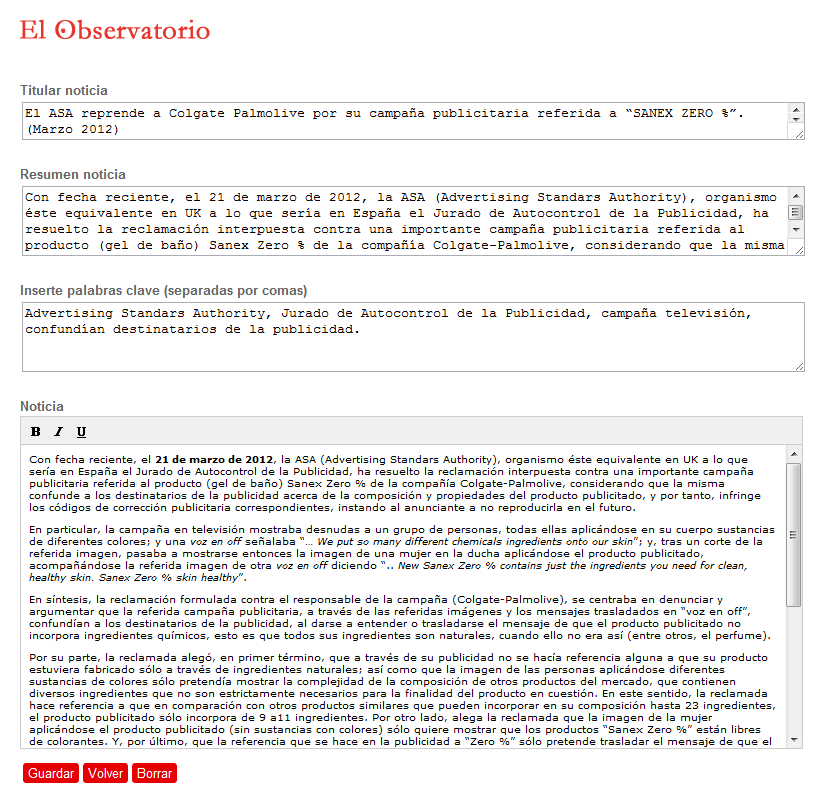 El Observatorio
Titular noticia
El ASA reprende a Colgate Palmolive por su campaña publicitaria referida a “SANEX ZERO %”.
(Marzo 2012)
Resumen noticia
Con fecha reciente, el 21 de marzo de 2012, la ASA (Advertising Standars Authority), organismo
éste equivalente en UK a lo que sería en España el Jurado de Autocontrol de la Publicidad, ha
resuelto la reclamación interpuesta contra una importante campaña publicitaria referida al
producto (gel de baño) Sanex Zero % de la compañía Colgate-Palmolive, considerando que la misma
Inserte palabras clave (separadas por comas)
Advertising Standars Authority, Jurado de Autocontrol de la Publicidad, campaña televisión,
confundían destinatarios de la publicidad.
Noticia
B I U
Con fecha reciente, el 21 de marzo de 2012, la ASA (Advertising Standars Authority), organismo éste equivalente en UK a lo que
sería en España el Jurado de Autocontrol de la Publicidad, ha resuelto la reclamación interpuesta contra una importante campaña
publicitaria referida al producto (gel de baño) Sanex Zero % de la compañía Colgate-Palmolive, considerando que la misma
confunde a los destinatarios de la publicidad acerca de la composición y propiedades del producto publicitado, y por tanto, infringe
los códigos de corrección publicitaria correspondientes, instando al anunciante a no reproducirla en el futuro.
En particular, la campaña en televisión mostraba desnudas a un grupo de personas, todas ellas aplicándose en su cuerpo sustancias
de diferentes colores; y una voz en off señalaba “… We put so many different chemicals ingredients onto our skin”; y, tras un corte de la
referida imagen, pasaba a mostrarse entonces la imagen de una mujer en la ducha aplicándose el producto publicitado,
acompañándose la referida imagen de otra voz en off diciendo “.. New Sanex Zero % contains just the ingredients you need for clean,
healthy skin. Sanex Zero % skin healthy”.
En síntesis, la reclamación formulada contra el responsable de la campaña (Colgate-Palmolive), se centraba en denunciar y
argumentar que la referida campaña publicitaria, a través de las referidas imágenes y los mensajes trasladados en “voz en off”,
confundían a los destinatarios de la publicidad, al darse a entender o trasladarse el mensaje de que el producto publicitado no
incorpora ingredientes químicos, esto es que todos sus ingredientes son naturales, cuando ello no era así (entre otros, el perfume).
Por su parte, la reclamada alegó, en primer término, que a través de su publicidad no se hacía referencia alguna a que su producto
estuviera fabricado sólo a través de ingredientes naturales; así como que la imagen de las personas aplicándose diferentes
sustancias de colores sólo pretendía mostrar la complejidad de la composición de otros productos del mercado, que contienen
diversos ingredientes que no son estrictamente necesarios para la finalidad del producto en cuestión. En este sentido, la reclamada
hace referencia a que en comparación con otros productos similares que pueden incorporar en su composición hasta 23 ingredientes,
el producto publicitado sólo incorpora de 9 a11 ingredientes. Por otro lado, alega la reclamada que la imagen de la mujer
aplicándose el producto publicitado (sin sustancias con colores) sólo quiere mostrar que los productos “Sanex Zero %” están libres
de colorantes. Y, por último, que la referencia que se hace en la publicidad a “Zero %” sólo pretende trasladar el mensaje de que el
Guardar Volver Borrar